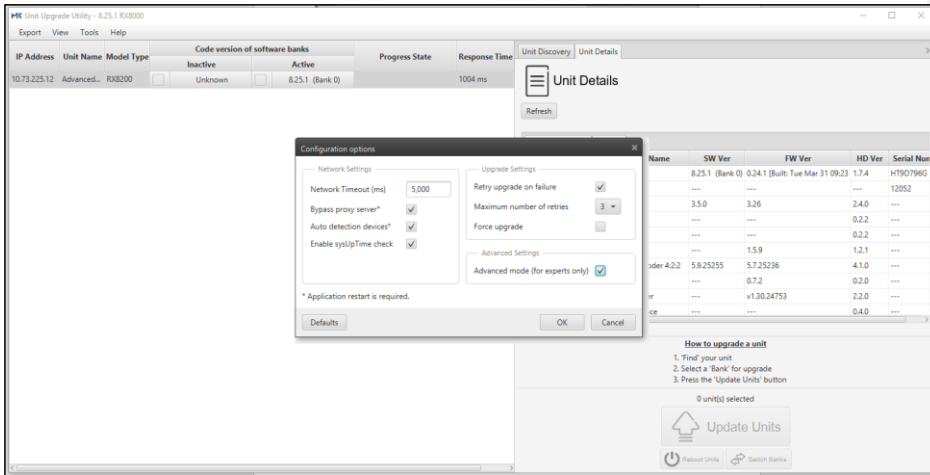 MK Unit Upgrade Utility - 8.25.1 RX8000
Export View Tools Help
IP Address Unit Name Model Type Code version of software banks Progress State Response Time
Inactive Active
10.73.225.12 Advanced... RX8200 Unknown 8.25.1 (Bank 0) 1004 ms
Unit Discovery Unit Details
Unit Details
Refresh
Name SW Ver FW Ver HD Ver Serial Num
8.25.1 (Bank 0) 0.24.1 [Built: Tue Mar 31 09:23 1.7.4 HT9D796G
--- --- --- 12052
3.5.0 3.26 2.4.0 ---
--- --- 0.2.2 ---
--- --- 0.2.2 ---
--- 1.5.9 1.2.1 ---
oder 4:2:2 5.9.25255 5.7.25236 4.1.0 ---
--- 0.7.2 0.2.0 ---
er --- v1.30.24753 2.2.0 ---
ce --- --- 0.4.0 ---
Configuration options
Network Settings
Network Timeout (ms) 5,000
Bypass proxy server*
Auto detection devices*
Enable sysUpTime check
* Application restart is required.
Upgrade Settings
Retry upgrade on failure
Maximum number of retries 3
Force upgrade
Advanced Settings
Advanced mode (for experts only)
Defaults OK Cancel
How to upgrade a unit
1. 'Find' your unit
2. Select a 'Bank' for upgrade
3. Press the 'Update Units' button
0 unit(s) selected
Update Units
Reboot Units Switch Banks